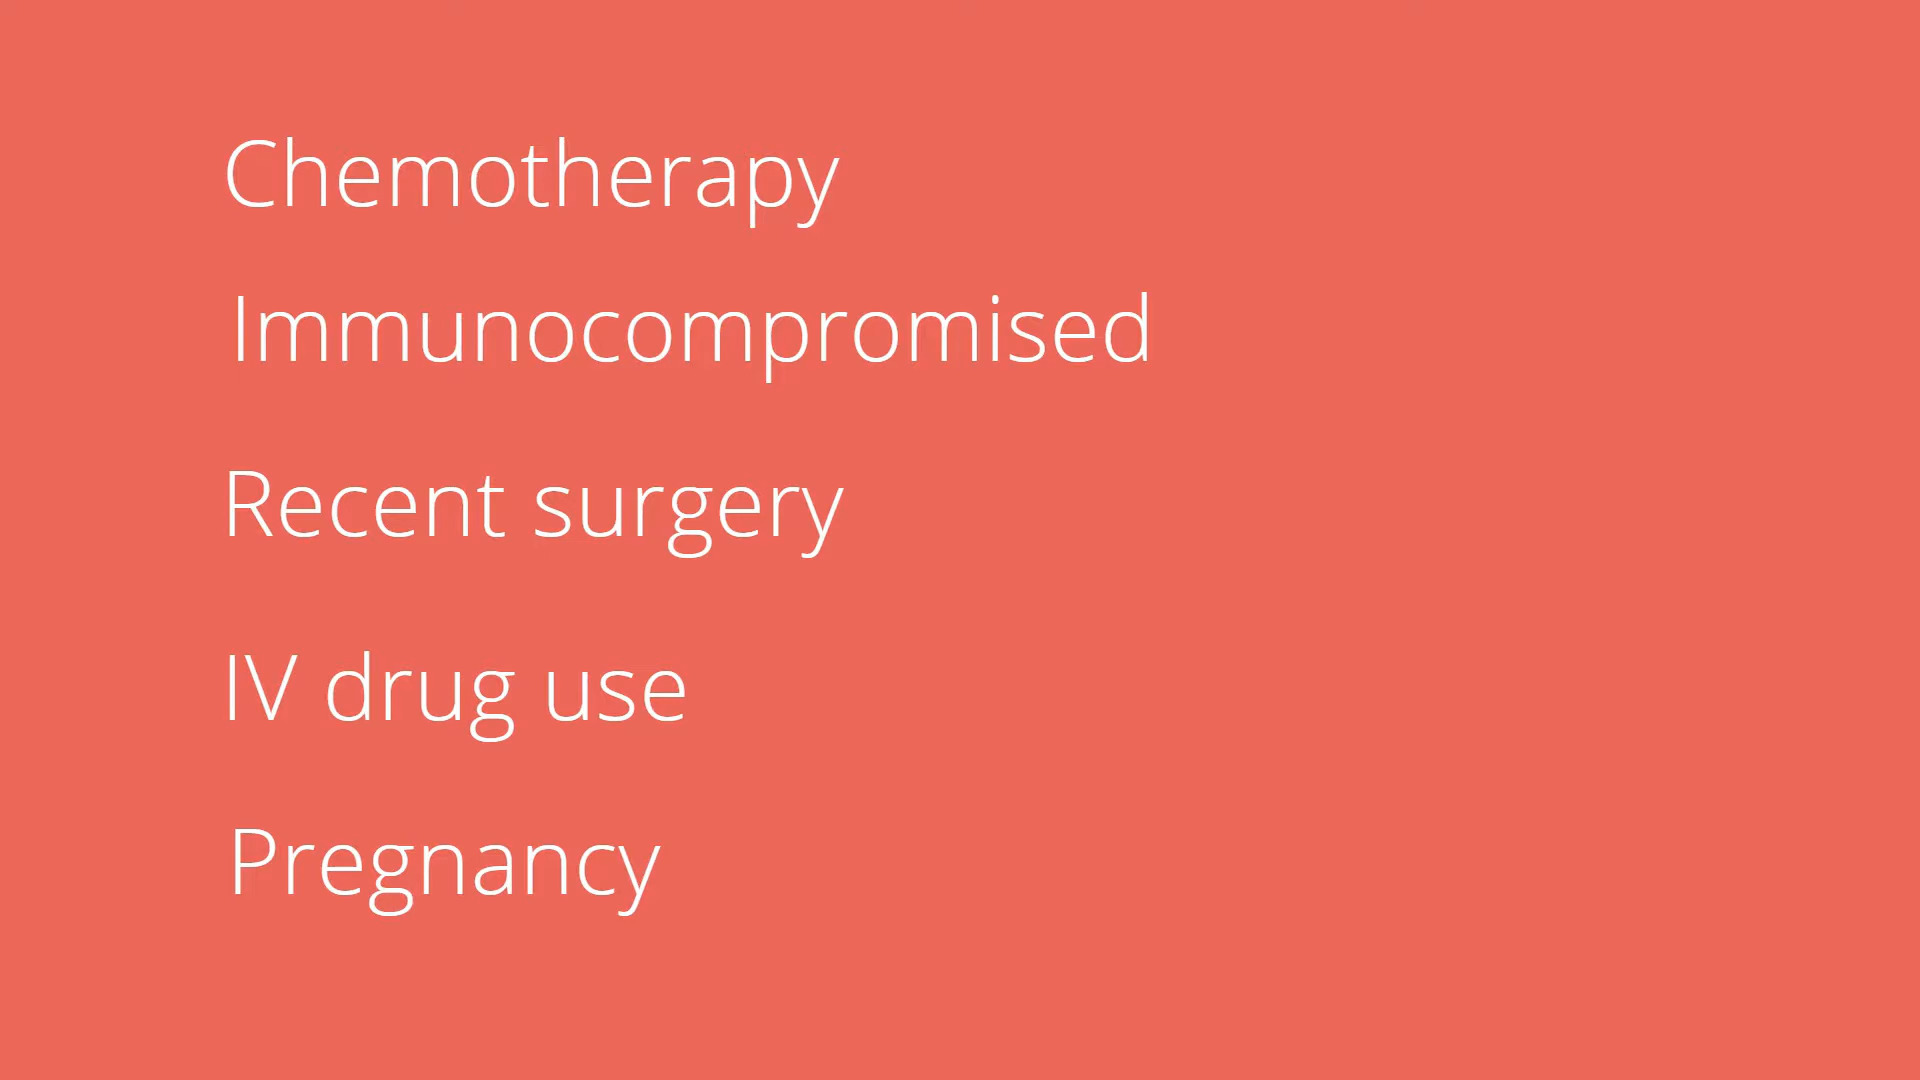 Chemotherapy
Immunocompromised
Recent surgery
IV drug use
Pregnancy